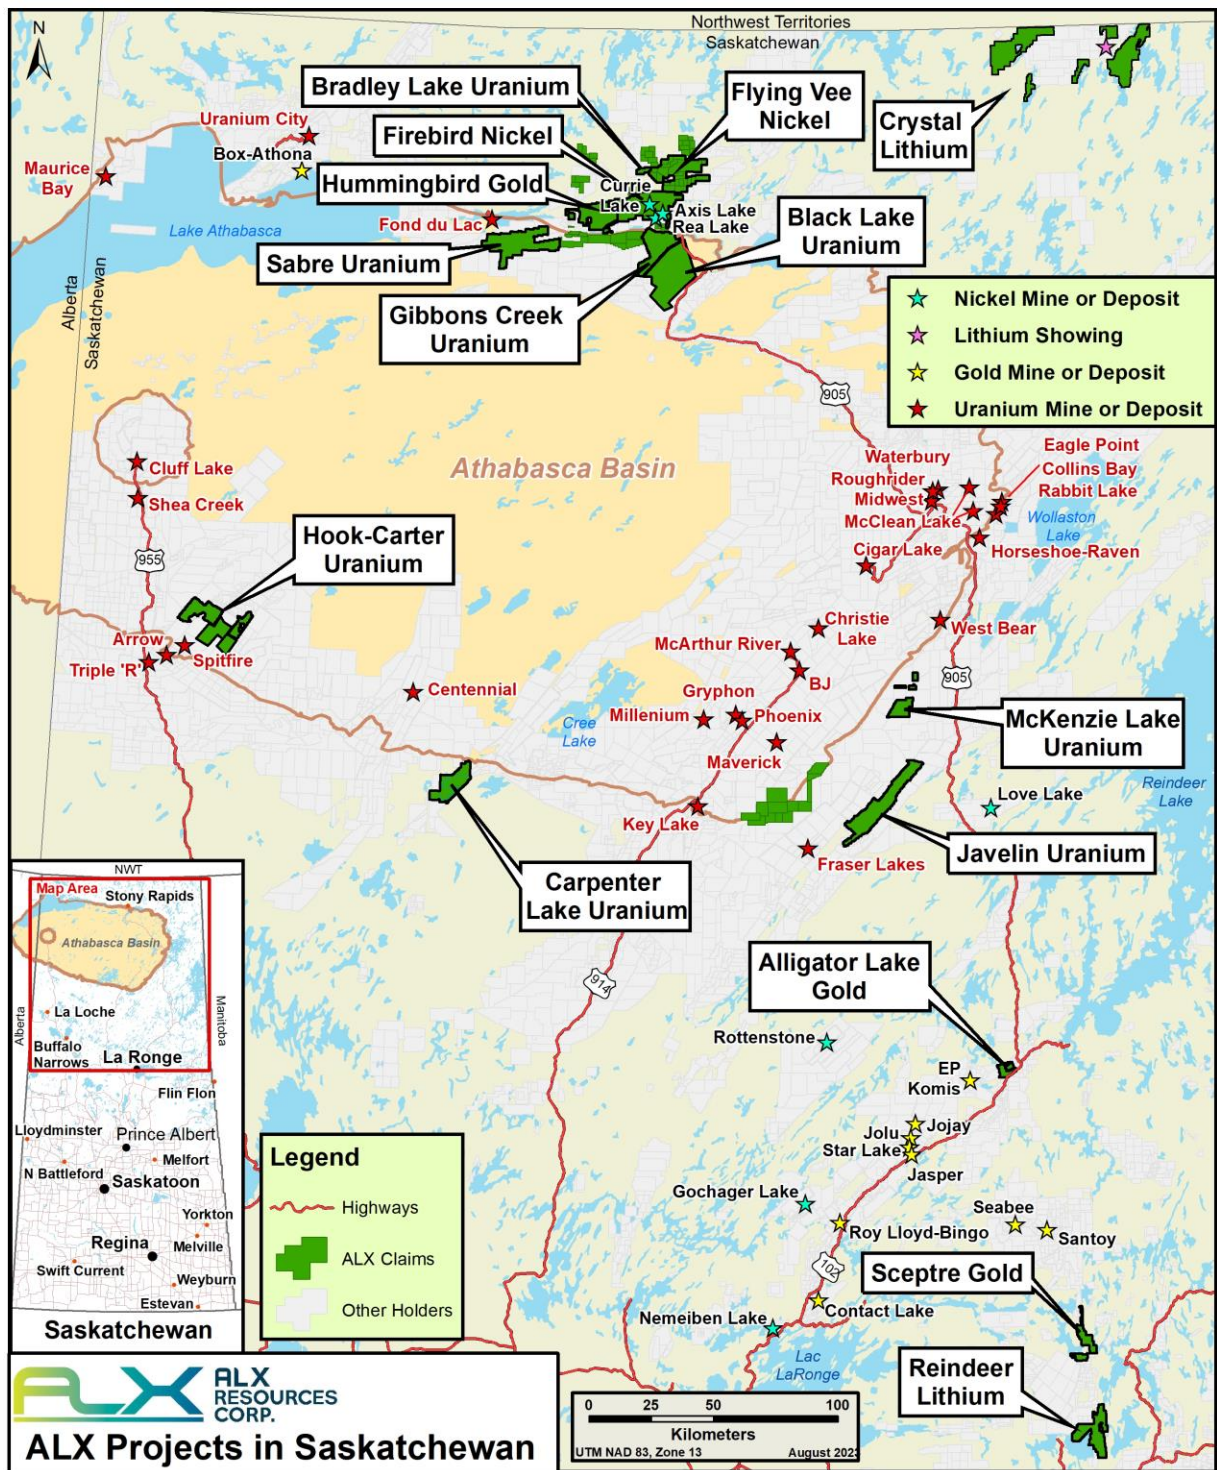 Northwest Territories
Saskatchewan
N
Bradley Lake Uranium
Flying Vee
Nickel
Firebird Nickel
Hummingbird Gold
Crystal
Lithium
Uranium City
Box-Athona
Maurice
Bay
Currie
Lake
Axis Lake
Rea Lake
Black Lake
Uranium
Fond du Lac
Lake Athabasca
Sabre Uranium
Gibbons Creek
Uranium
Alberta
Saskatchewan
Nickel Mine or Deposit
Lithium Showing
Gold Mine or Deposit
Uranium Mine or Deposit
905
Athabasca Basin
Cluff Lake
Shea Creek
955
Hook-Carter
Uranium
Waterbury
Roughrider
Midwest
McClean Lake
Cigar Lake
Eagle Point
Collins Bay
Rabbit Lake
Wollaston
Lake
Horseshoe-Raven
Arrow
Triple 'R'
Spitfire
Centennial
Christie
Lake
West Bear
McArthur River
BJ
905
Gryphon
Millenium
Phoenix
Cree
Lake
Maverick
McKenzie Lake
Uranium
Reindeer
Lake
Love Lake
Key Lake
Fraser Lakes
Javelin Uranium
Carpenter
Lake Uranium
914
Alligator Lake
Gold
Rottenstone
EP
Komis
Jojay
Jolu
Star Lake
Jasper
Gochager Lake
Roy Lloyd-Bingo
Seabee
Santoy
102
Sceptre Gold
Contact Lake
Nemeiben Lake
Lac
LaRonge
Reindeer
Lithium
NWT
Map Area
Stony Rapids
Athabasca Basin
La Loche
Alberta
Manitoba
Buffalo
Narrows
La Ronge
Flin Flon
Lloydminster
Prince Albert
Melfort
N Battleford
Saskatoon
Yorkton
Regina
Melville
Swift Current
Weyburn
Estevan
Saskatchewan
Legend
Highways
ALX Claims
Other Holders
ALX
ALX
RESOURCES
CORP.
ALX Projects in Saskatchewan
0 25 50 100
Kilometers
UTM NAD 83, Zone 13 August 2023